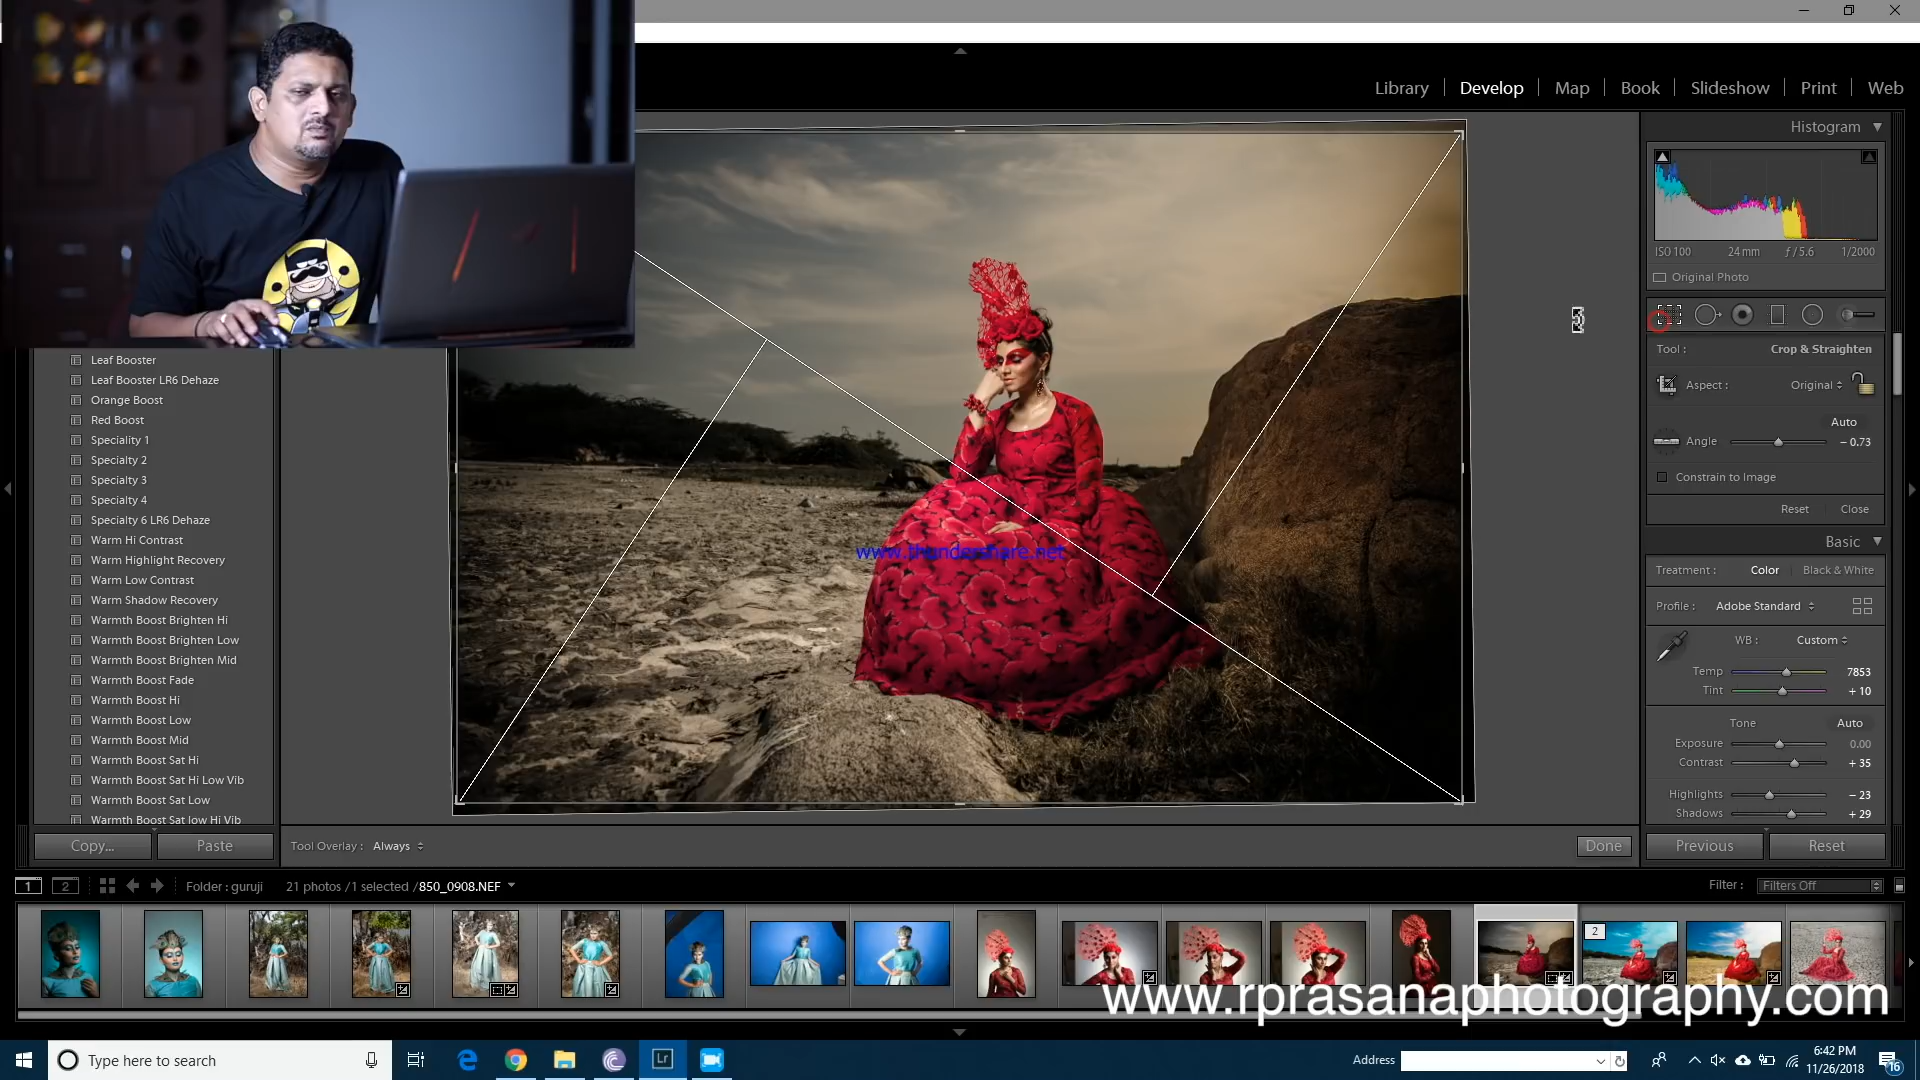 Library
Develop
Map
Book
Slideshow
Print
Web
Histogram
ISO 100
24 mm
f / 5.6
1/2000
Original Photo
Tool :
Crop & Straighten
Aspect :
Original
Auto
Angle
- 0.73
Constrain to Image
Reset
Close
Basic
Treatment :
Color
Black & White
Profile :
Adobe Standard
WB :
Custom
Temp
7853
Tint
+ 10
Tone
Auto
Exposure
0.00
Contrast
+ 35
Highlights
- 23
Shadows
+ 29
Previous
Reset
www.thundershare.net
Leaf Booster
Leaf Booster LR6 Dehaze
Orange Boost
Red Boost
Speciality 1
Specialty 2
Specialty 3
Specialty 4
Specialty 6 LR6 Dehaze
Warm Hi Contrast
Warm Highlight Recovery
Warm Low Contrast
Warm Shadow Recovery
Warmth Boost Brighten Hi
Warmth Boost Brighten Low
Warmth Boost Brighten Mid
Warmth Boost Fade
Warmth Boost Hi
Warmth Boost Low
Warmth Boost Mid
Warmth Boost Sat Hi
Warmth Boost Sat Hi Low Vib
Warmth Boost Sat Low
Warmth Boost Sat low Hi Vib
Copy...
Paste
Tool Overlay :
Always
Done
1
2
Folder : guruji
21 photos / 1 selected / 850_0908.NEF
Filter :
Filters Off
2
www.rprasanaphotography.com
Type here to search
Lr
Address
6:42 PM
11/26/2018
16